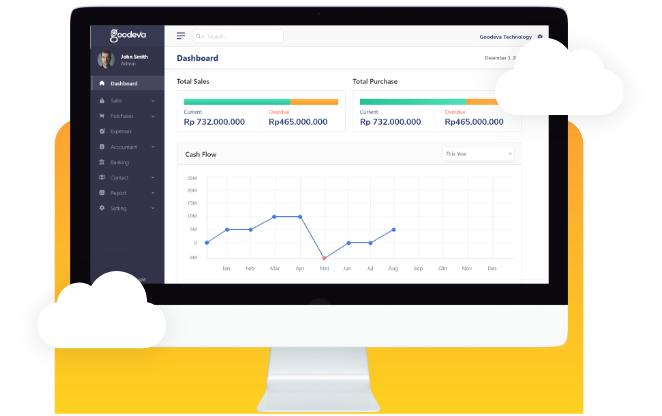 goodeva
Search...
Goodeva Technology
John Smith
Admin
Dashboard
December 3, 2
Dashboard
Sales
Purchases
Expenses
Accountant
Banking
Contact
Report
Setting
Total Sales
Total Purchase
Current
Overdue
Current
Overdue
Rp 732.000.000
Rp465.000.000
Rp 732.000.000
Rp465.000.000
Cash Flow
This Year
25M
20M
15M
10M
5M
0
-5M
Jan
Feb
Mar
Apr
Mei
Jun
Jul
Aug
Sep
Okt
Nov
Des